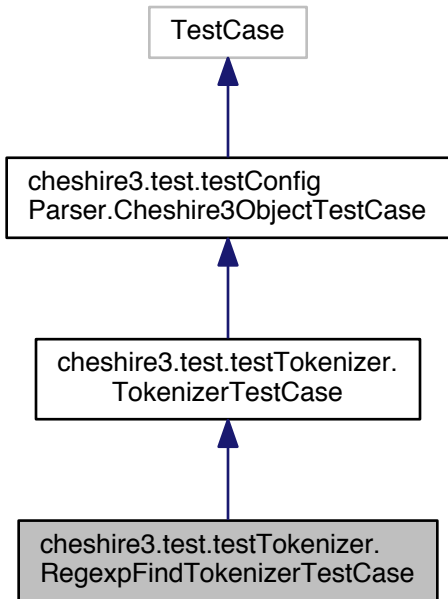 TestCase
cheshire3.test.testConfig
Parser.Cheshire3ObjectTestCase
cheshire3.test.testTokenizer.
TokenizerTestCase
cheshire3.test.testTokenizer.
RegexpFindTokenizerTestCase